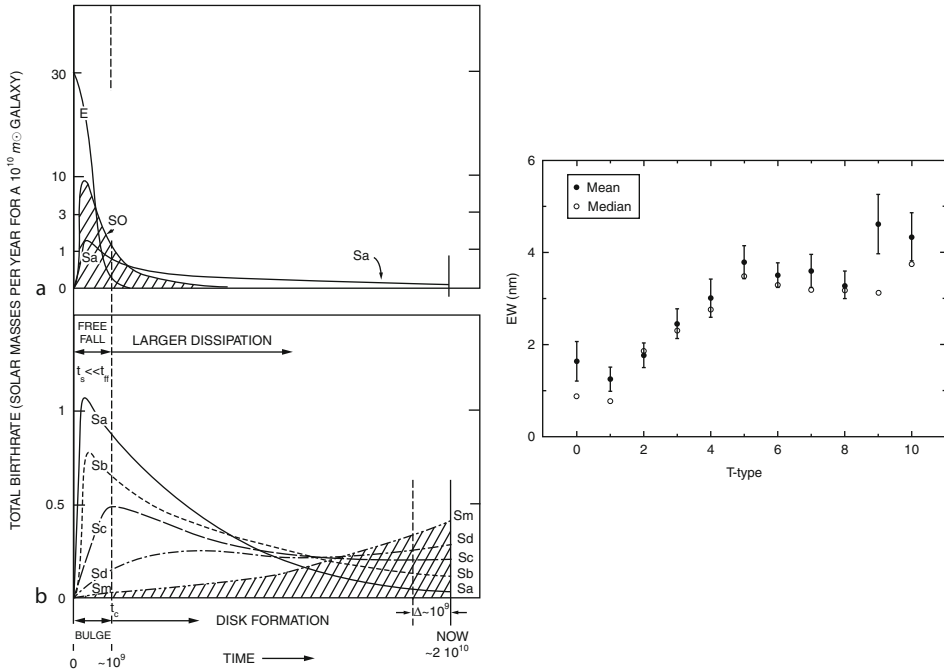 TOTAL BIRTHRATE (SOLAR MASSES PER YEAR FOR A 10^10 m⊙ GALAXY)
30
10
3
1
0
E
SO
Sa
Sa
a
FREE FALL
LARGER DISSIPATION
t_s<<t_ff
1
0.5
0
Sa
Sb
Sc
Sd
Sm
Sm
Sd
Sc
Sb
Sa
b
t_c
Δ~10^9
BULGE
DISK FORMATION
NOW
~2 10^10
0
~10^9
TIME
Mean
Median
EW (nm)
6
4
2
0
0 2 4 6 8 10
T-type